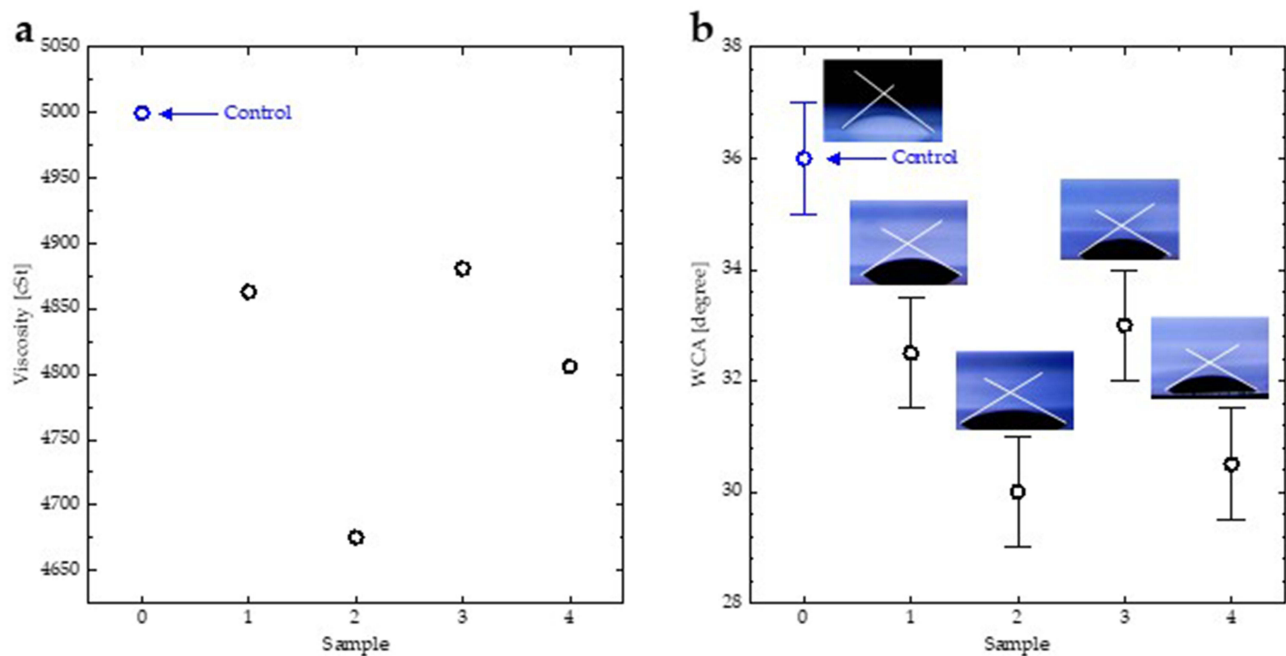 a
5050
5000
4950
4900
4850
4800
4750
4700
4650
Viscosity [cSt]
Control
0 1 2 3 4
Sample
b
38
36
34
32
30
28
WCA [degree]
Control
0 1 2 3 4
Sample